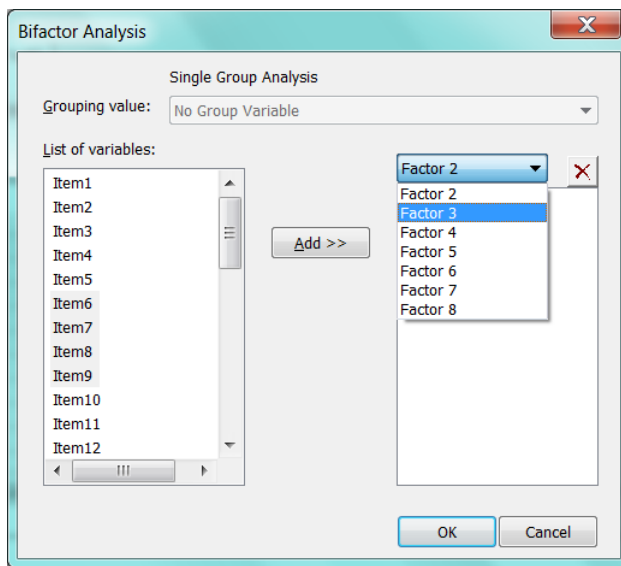 Bifactor Analysis
Single Group Analysis
Grouping value:
No Group Variable
List of variables:
Item1
Item2
Item3
Item4
Item5
Item6
Item7
Item8
Item9
Item10
Item11
Item12
Add >>
Factor 2
Factor 2
Factor 3
Factor 4
Factor 5
Factor 6
Factor 7
Factor 8
OK
Cancel